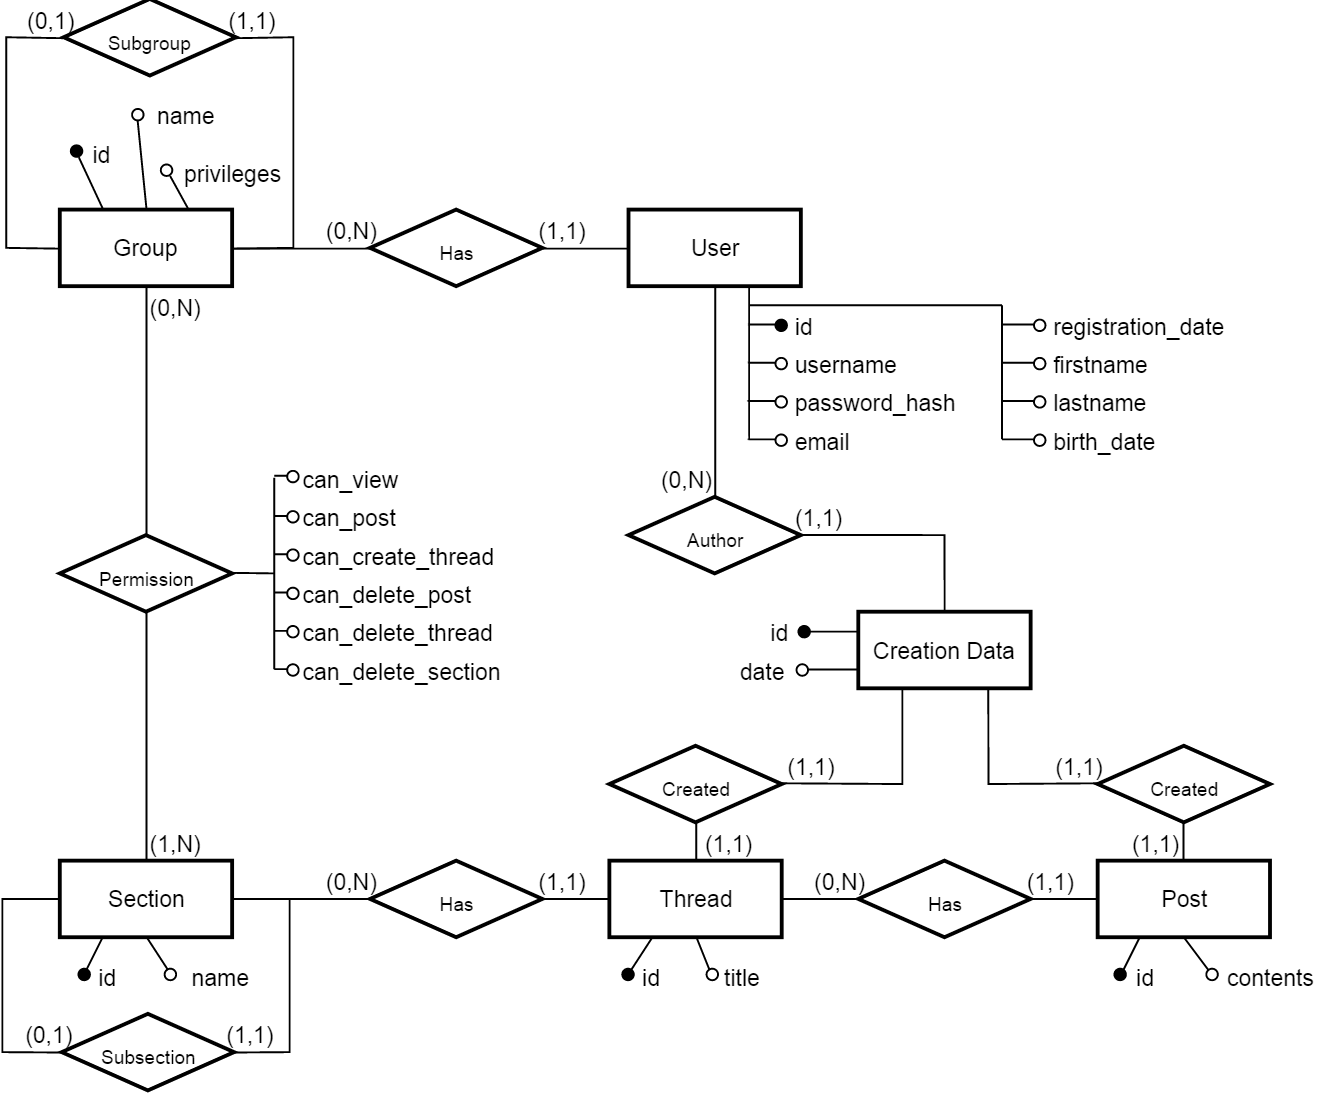 (0,1)
(1,1)
Subgroup
name
id
privileges
Group
(0,N)
Has
(1,1)
User
(0,N)
id
username
password_hash
email
registration_date
firstname
lastname
birth_date
can_view
can_post
can_create_thread
can_delete_post
can_delete_thread
can_delete_section
Permission
(0,N)
Author
(1,1)
id
date
Creation Data
Created
(1,1)
(1,1)
Created
(1,N)
(1,1)
(1,1)
Section
(0,N)
Has
(1,1)
Thread
(0,N)
Has
(1,1)
Post
id
name
id
title
id
contents
(0,1)
Subsection
(1,1)